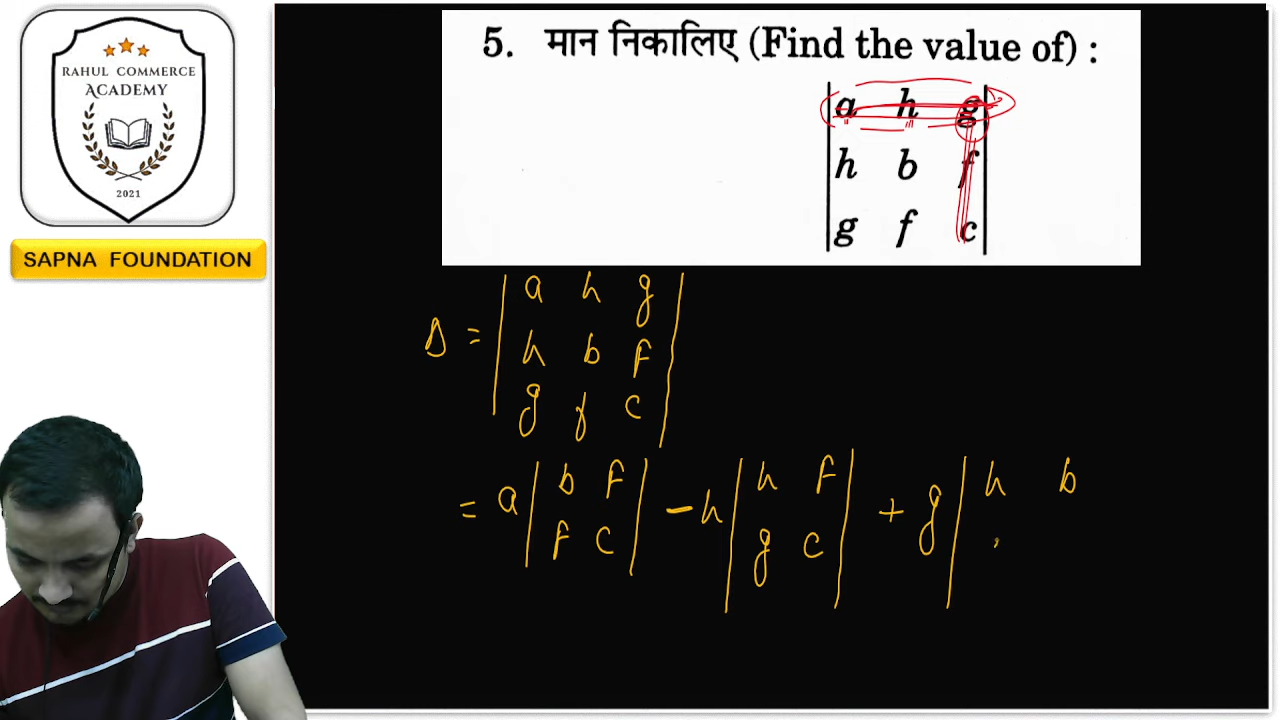 RAHUL COMMERCE
ACADEMY
2021
SAPNA FOUNDATION
5. मान निकालिए (Find the value of) :
a h g
h b f
g f c
a h g
Δ = h b f
g f c
= a | b f | - h | h f | + g | h b
f c g c